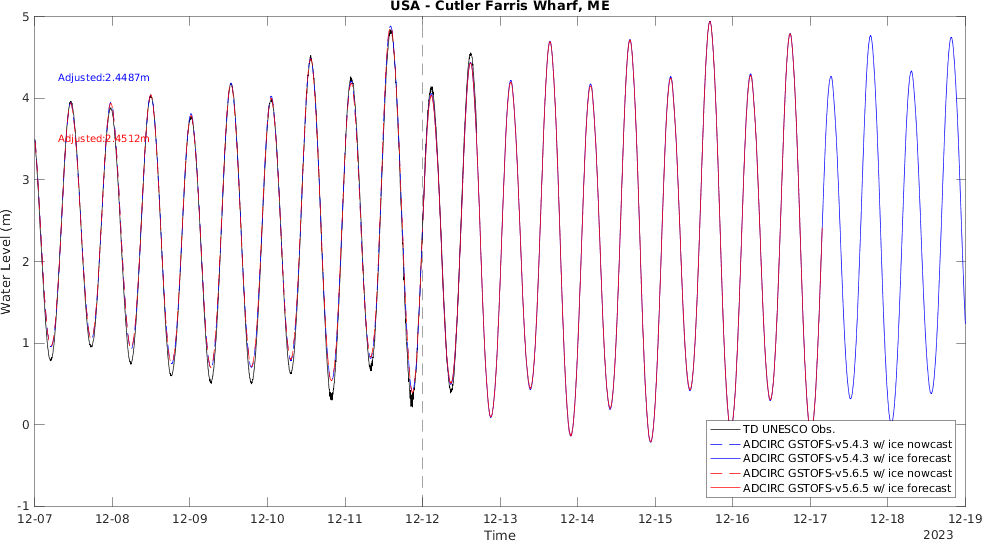 USA - Cutler Farris Wharf, ME
5
Adjusted:2.4487m
4
Adjusted:2.4512m
3
Water Level (m)
2
1
0
TD UNESCO Obs.
ADCIRC GSTOFS-v5.4.3 w/ ice nowcast
ADCIRC GSTOFS-v5.4.3 w/ ice forecast
ADCIRC GSTOFS-v5.6.5 w/ ice nowcast
ADCIRC GSTOFS-v5.6.5 w/ ice forecast
-1
12-07 12-08 12-09 12-10 12-11 12-12 12-13 12-14 12-15 12-16 12-17 12-18 12-19
Time
2023